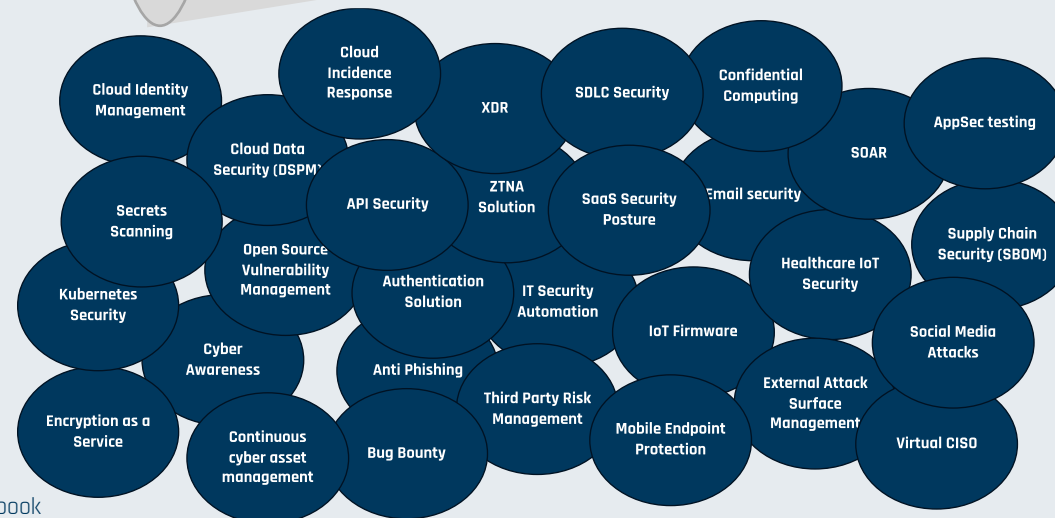 Cloud Identity
Management
Cloud
Incidence
Response
XDR
SDLC Security
Confidential
Computing
AppSec testing
Cloud Data
Security (DSPM)
SOAR
Secrets
Scanning
API Security
ZTNA
Solution
SaaS Security
Posture
Email security
Supply Chain
Security (SBOM)
Open Source
Vulnerability
Management
Healthcare IoT
Security
Kubernetes
Security
Authentication
Solution
IT Security
Automation
IoT Firmware
Social Media
Attacks
Cyber
Awareness
Anti Phishing
Third Party Risk
Management
External Attack
Surface
Management
Encryption as a
Service
Continuous
cyber asset
management
Bug Bounty
Mobile Endpoint
Protection
Virtual CISO
book